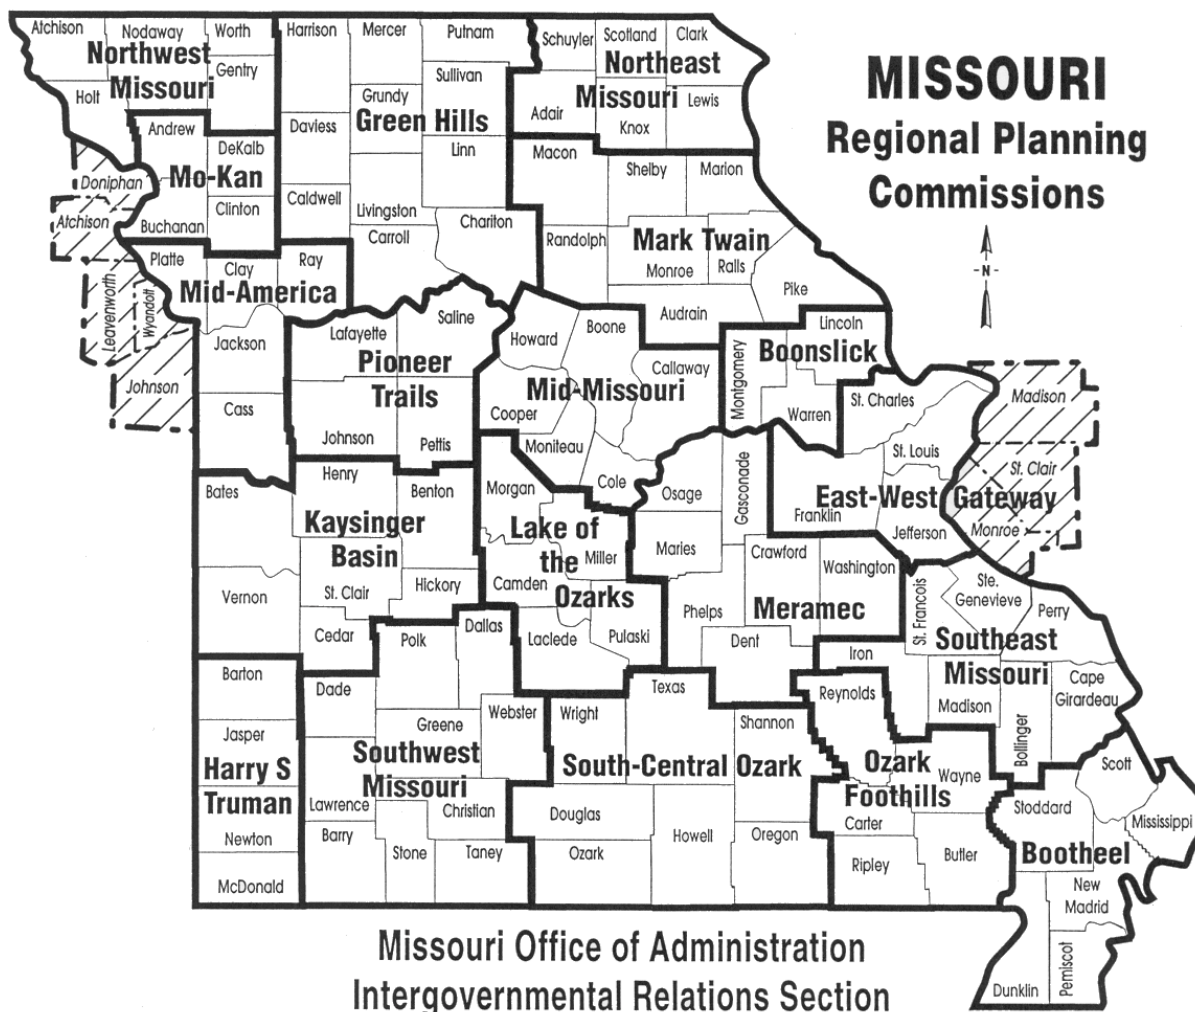 MISSOURI
Regional Planning
Commissions
-N-
Atchison
Nodaway
Worth
Northwest
Missouri
Gentry
Holt
Harrison
Mercer
Putnam
Sullivan
Grundy
Green Hills
Daviess
Linn
Caldwell
Livingston
Chariton
Carroll
Schuyler
Scotland
Clark
Northeast
Missouri
Adair
Knox
Lewis
Andrew
DeKalb
Mo-Kan
Clinton
Buchanan
Doniphan
Atchison
Leavenworth
Wyandott
Johnson
Macon
Shelby
Marion
Randolph
Mark Twain
Monroe
Ralls
Pike
Audrain
Platte
Clay
Ray
Mid-America
Jackson
Cass
Lafayette
Saline
Pioneer
Trails
Johnson
Pettis
Howard
Boone
Callaway
Mid-Missouri
Cooper
Moniteau
Cole
Lincoln
Boonslick
Montgomery
Warren
St. Charles
St. Louis
East-West Gateway
Franklin
Jefferson
Madison
St. Clair
Monroe
Bates
Henry
Benton
Kaysinger
Basin
Vernon
St. Clair
Hickory
Cedar
Morgan
Lake of
the
Ozarks
Miller
Camden
Laclede
Pulaski
Osage
Gasconade
Maries
Crawford
Washington
Phelps
Meramec
Dent
St. Francois
Ste.
Genevieve
Perry
Southeast
Missouri
Iron
Madison
Bollinger
Cape
Girardeau
Barton
Jasper
Harry S
Truman
Newton
McDonald
Polk
Dallas
Dade
Greene
Webster
Southwest
Missouri
Lawrence
Christian
Barry
Stone
Taney
Texas
Wright
Shannon
South-Central Ozark
Douglas
Howell
Oregon
Ozark
Reynolds
Ozark
Foothills
Wayne
Carter
Ripley
Butler
Scott
Stoddard
Mississippi
Bootheel
New
Madrid
Dunklin
Pemiscot
Missouri Office of Administration
Intergovernmental Relations Section